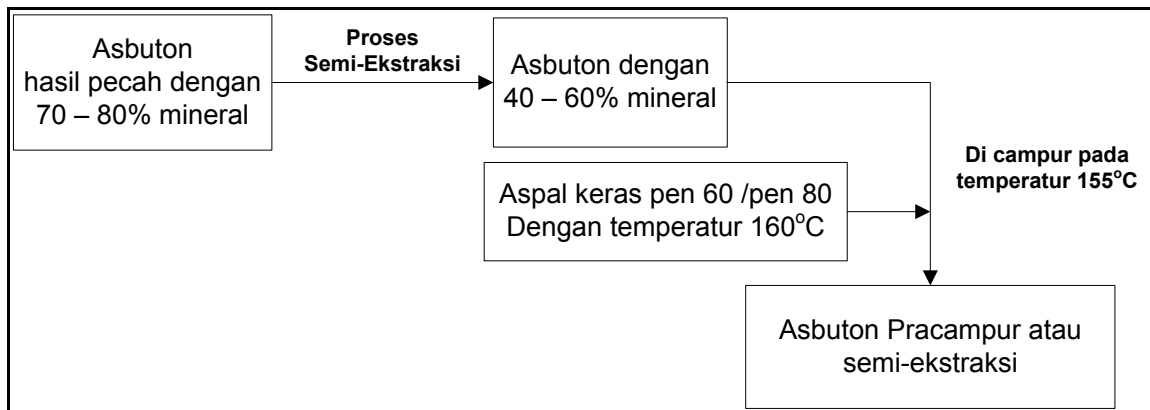 Asbuton
hasil pecah dengan
70 – 80% mineral
Proses
Semi-Ekstraksi
Asbuton dengan
40 – 60% mineral
Aspal keras pen 60 /pen 80
Dengan temperatur 160°C
Di campur pada
temperatur 155°C
Asbuton Pracampur atau
semi-ekstraksi